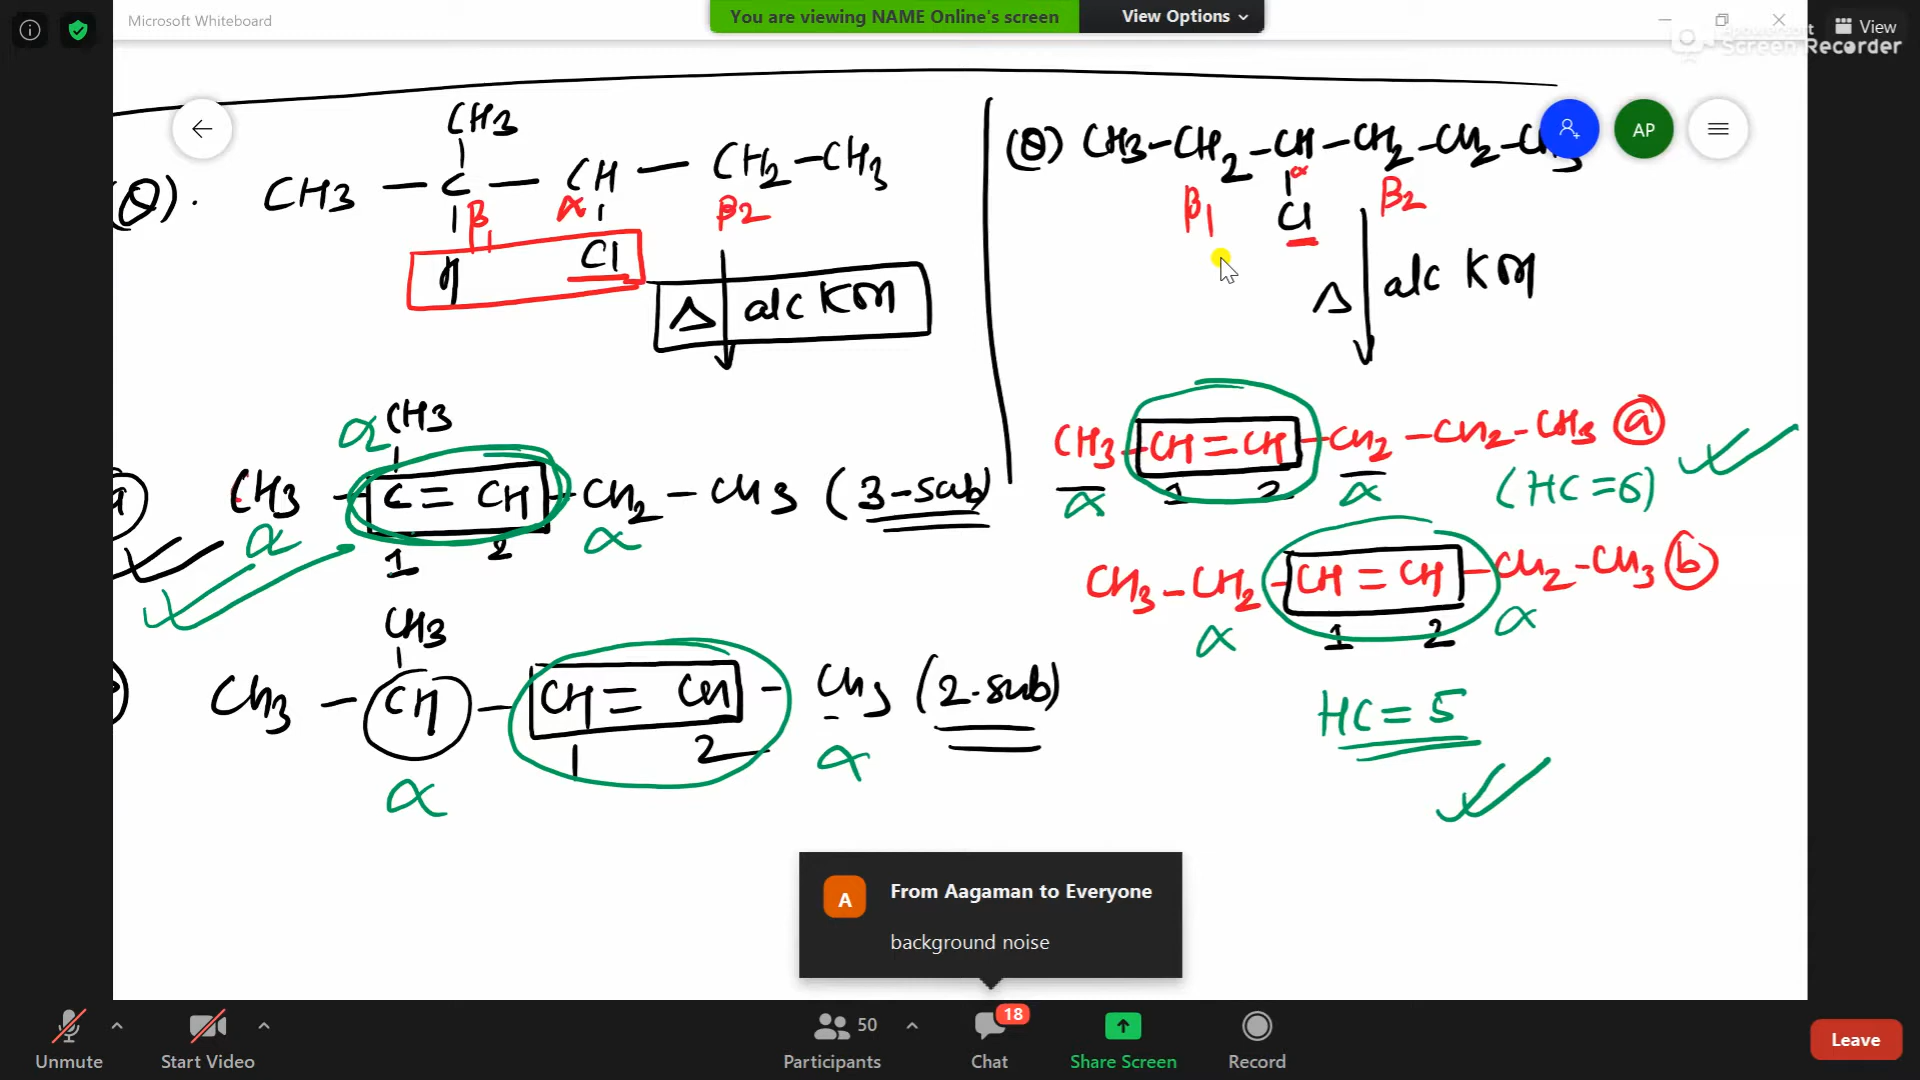 Microsoft Whiteboard
You are viewing NAME Online's screen
View Options
View
Apowersoft
Screen Recorder
AP
CH3
(Q). CH3 — C — CH — CH2 — CH3
β1 α β2
H Cl
Δ alc KOH
CH3
α
CH3 — C = CH — CH2 — CH3 (3-sub)
α 1 2 α
CH3
CH3 — CH — CH = CH — CH3 (2-sub)
1 2
α α
(Q) CH3-CH2-CH-CH2-CH2-CH3
α
β1 Cl β2
Δ alc KOH
CH3-CH=CH-CH2-CH2-CH3 (a)
α 1 2 α (HC=6)
CH3-CH2-CH=CH-CH2-CH3 (b)
α 1 2 α
HC=5
A
From Aagaman to Everyone
background noise
Unmute
Start Video
50
Participants
18
Chat
Share Screen
Record
Leave